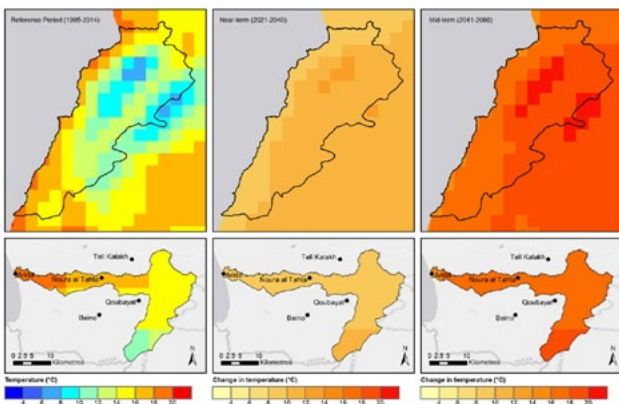 Reference Period (1995-2014)
Near-term (2021-2040)
Mid-term (2041-2060)
Tell Kalakh
Arida
Noura al Tahta
Qoubayat
Beino
0 2.5 5 10
Kilometres
N
Tell Kalakh
Noura al Tahta
Qoubayat
Beino
0 2.5 5 10
Kilometres
N
Tell Kalakh
Arida
Noura al Tahta
Qoubayat
Beino
0 2.5 5 10
Kilometres
N
Temperature (°C)
4 6 8 10 12 14 16 18 20
Change in temperature (°C)
4 6 8 10 12 14 16 18 20
Change in temperature (°C)
4 6 8 10 12 14 16 18 20